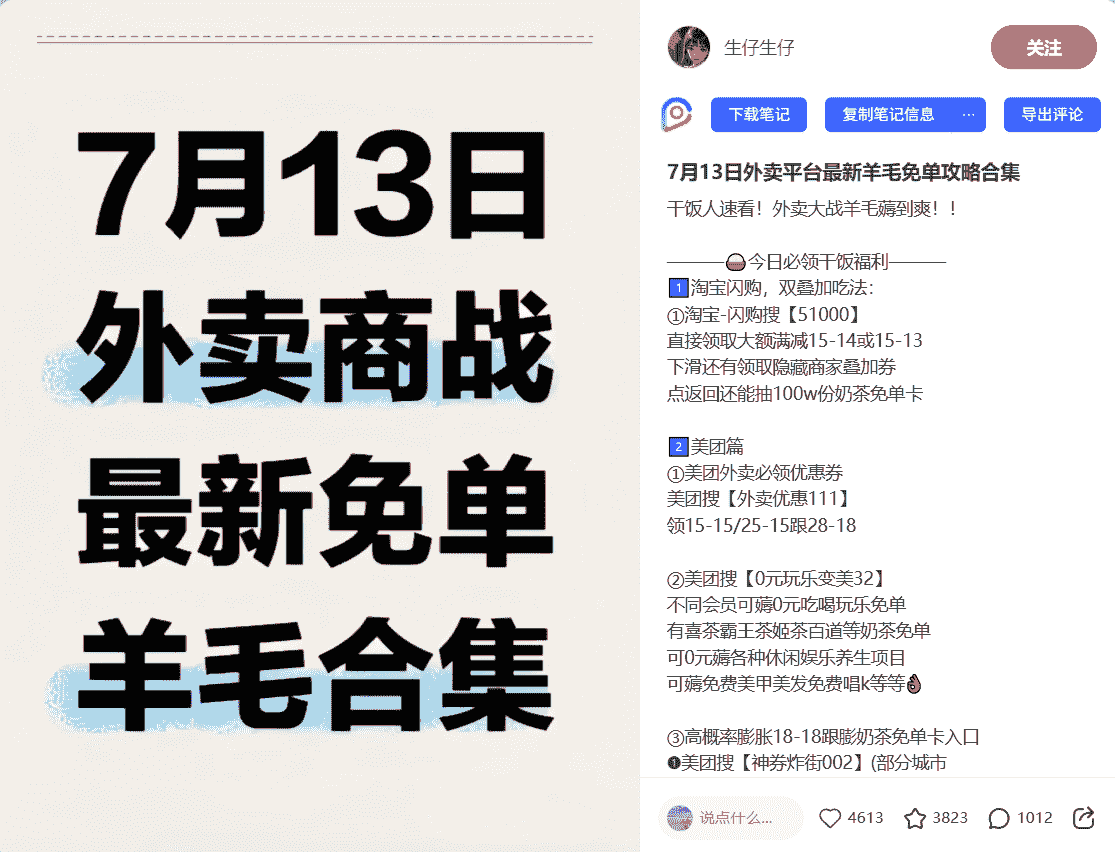 7月13日
外卖商战
最新免单
羊毛合集
生仔生仔
关注
下载笔记
复制笔记信息 ···
导出评论
7月13日外卖平台最新羊毛免单攻略合集
干饭人速看！外卖大战羊毛薅到爽！！
———🍚今日必领干饭福利———
1️⃣淘宝闪购，双叠加吃法：
①淘宝-闪购搜【51000】
直接领取大额满减15-14或15-13
下滑还有领取隐藏商家叠加券
点返回还能抽100w份奶茶免单卡
2️⃣美团篇
①美团外卖必领优惠券
美团搜【外卖优惠111】
领15-15/25-15跟28-18
②美团搜【0元玩乐变美32】
不同会员可薅0元吃喝玩乐免单
有喜茶霸王茶姬茶百道等奶茶免单
可0元薅各种休闲娱乐养生项目
可薅免费美甲美发免费唱k等等👌🏿
③高概率膨胀18-18跟膨奶茶免单卡入口
❶美团搜【神券炸街002】(部分城市
说点什么...
4613
3823
1012